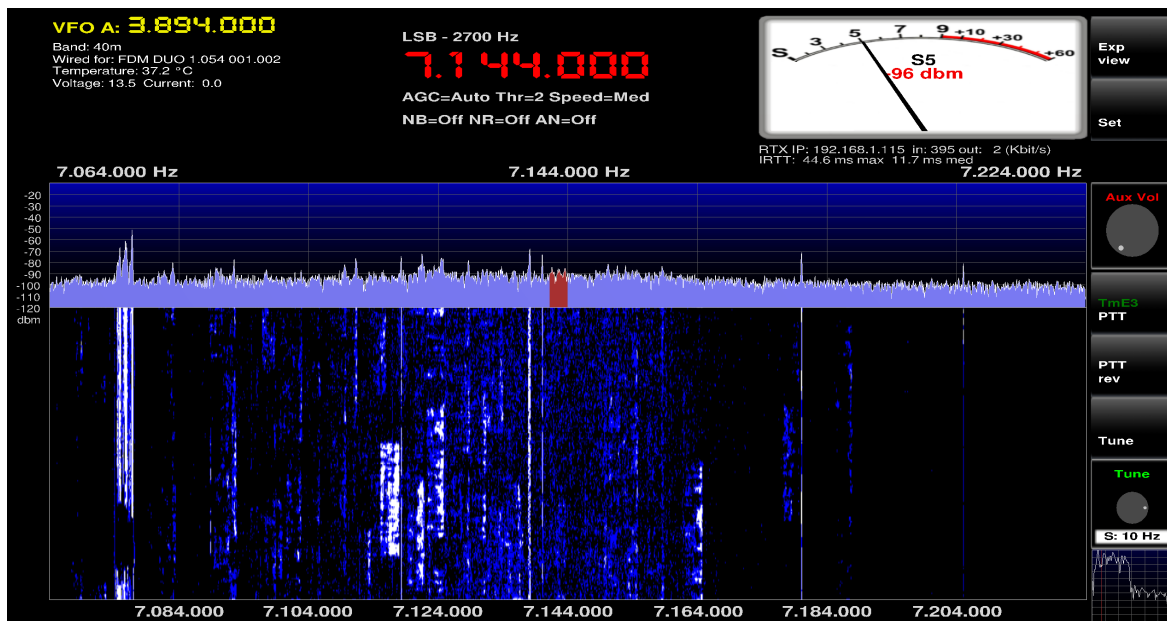 VFO A: 3.894.000
Band: 40m
Wired for: FDM DUO 1.054 001.002
Temperature: 37.2 °C
Voltage: 13.5 Current: 0.0
LSB - 2700 Hz
7.144.000
AGC=Auto Thr=2 Speed=Med
NB=Off NR=Off AN=Off
S 3 5 7 9 +10 +30 +60
S5
-96 dbm
RTX IP: 192.168.1.115 in: 395 out: 2 (Kbit/s)
IRTT: 44.6 ms max 11.7 ms med
Exp
view
Set
7.064.000 Hz 7.144.000 Hz 7.224.000 Hz
-20
-30
-40
-50
-60
-70
-80
-90
-100
-110
-120
dbm
Aux Vol
TmE3
PTT
PTT
rev
Tune
Tune
S: 10 Hz
7.084.000 7.104.000 7.124.000 7.144.000 7.164.000 7.184.000 7.204.000